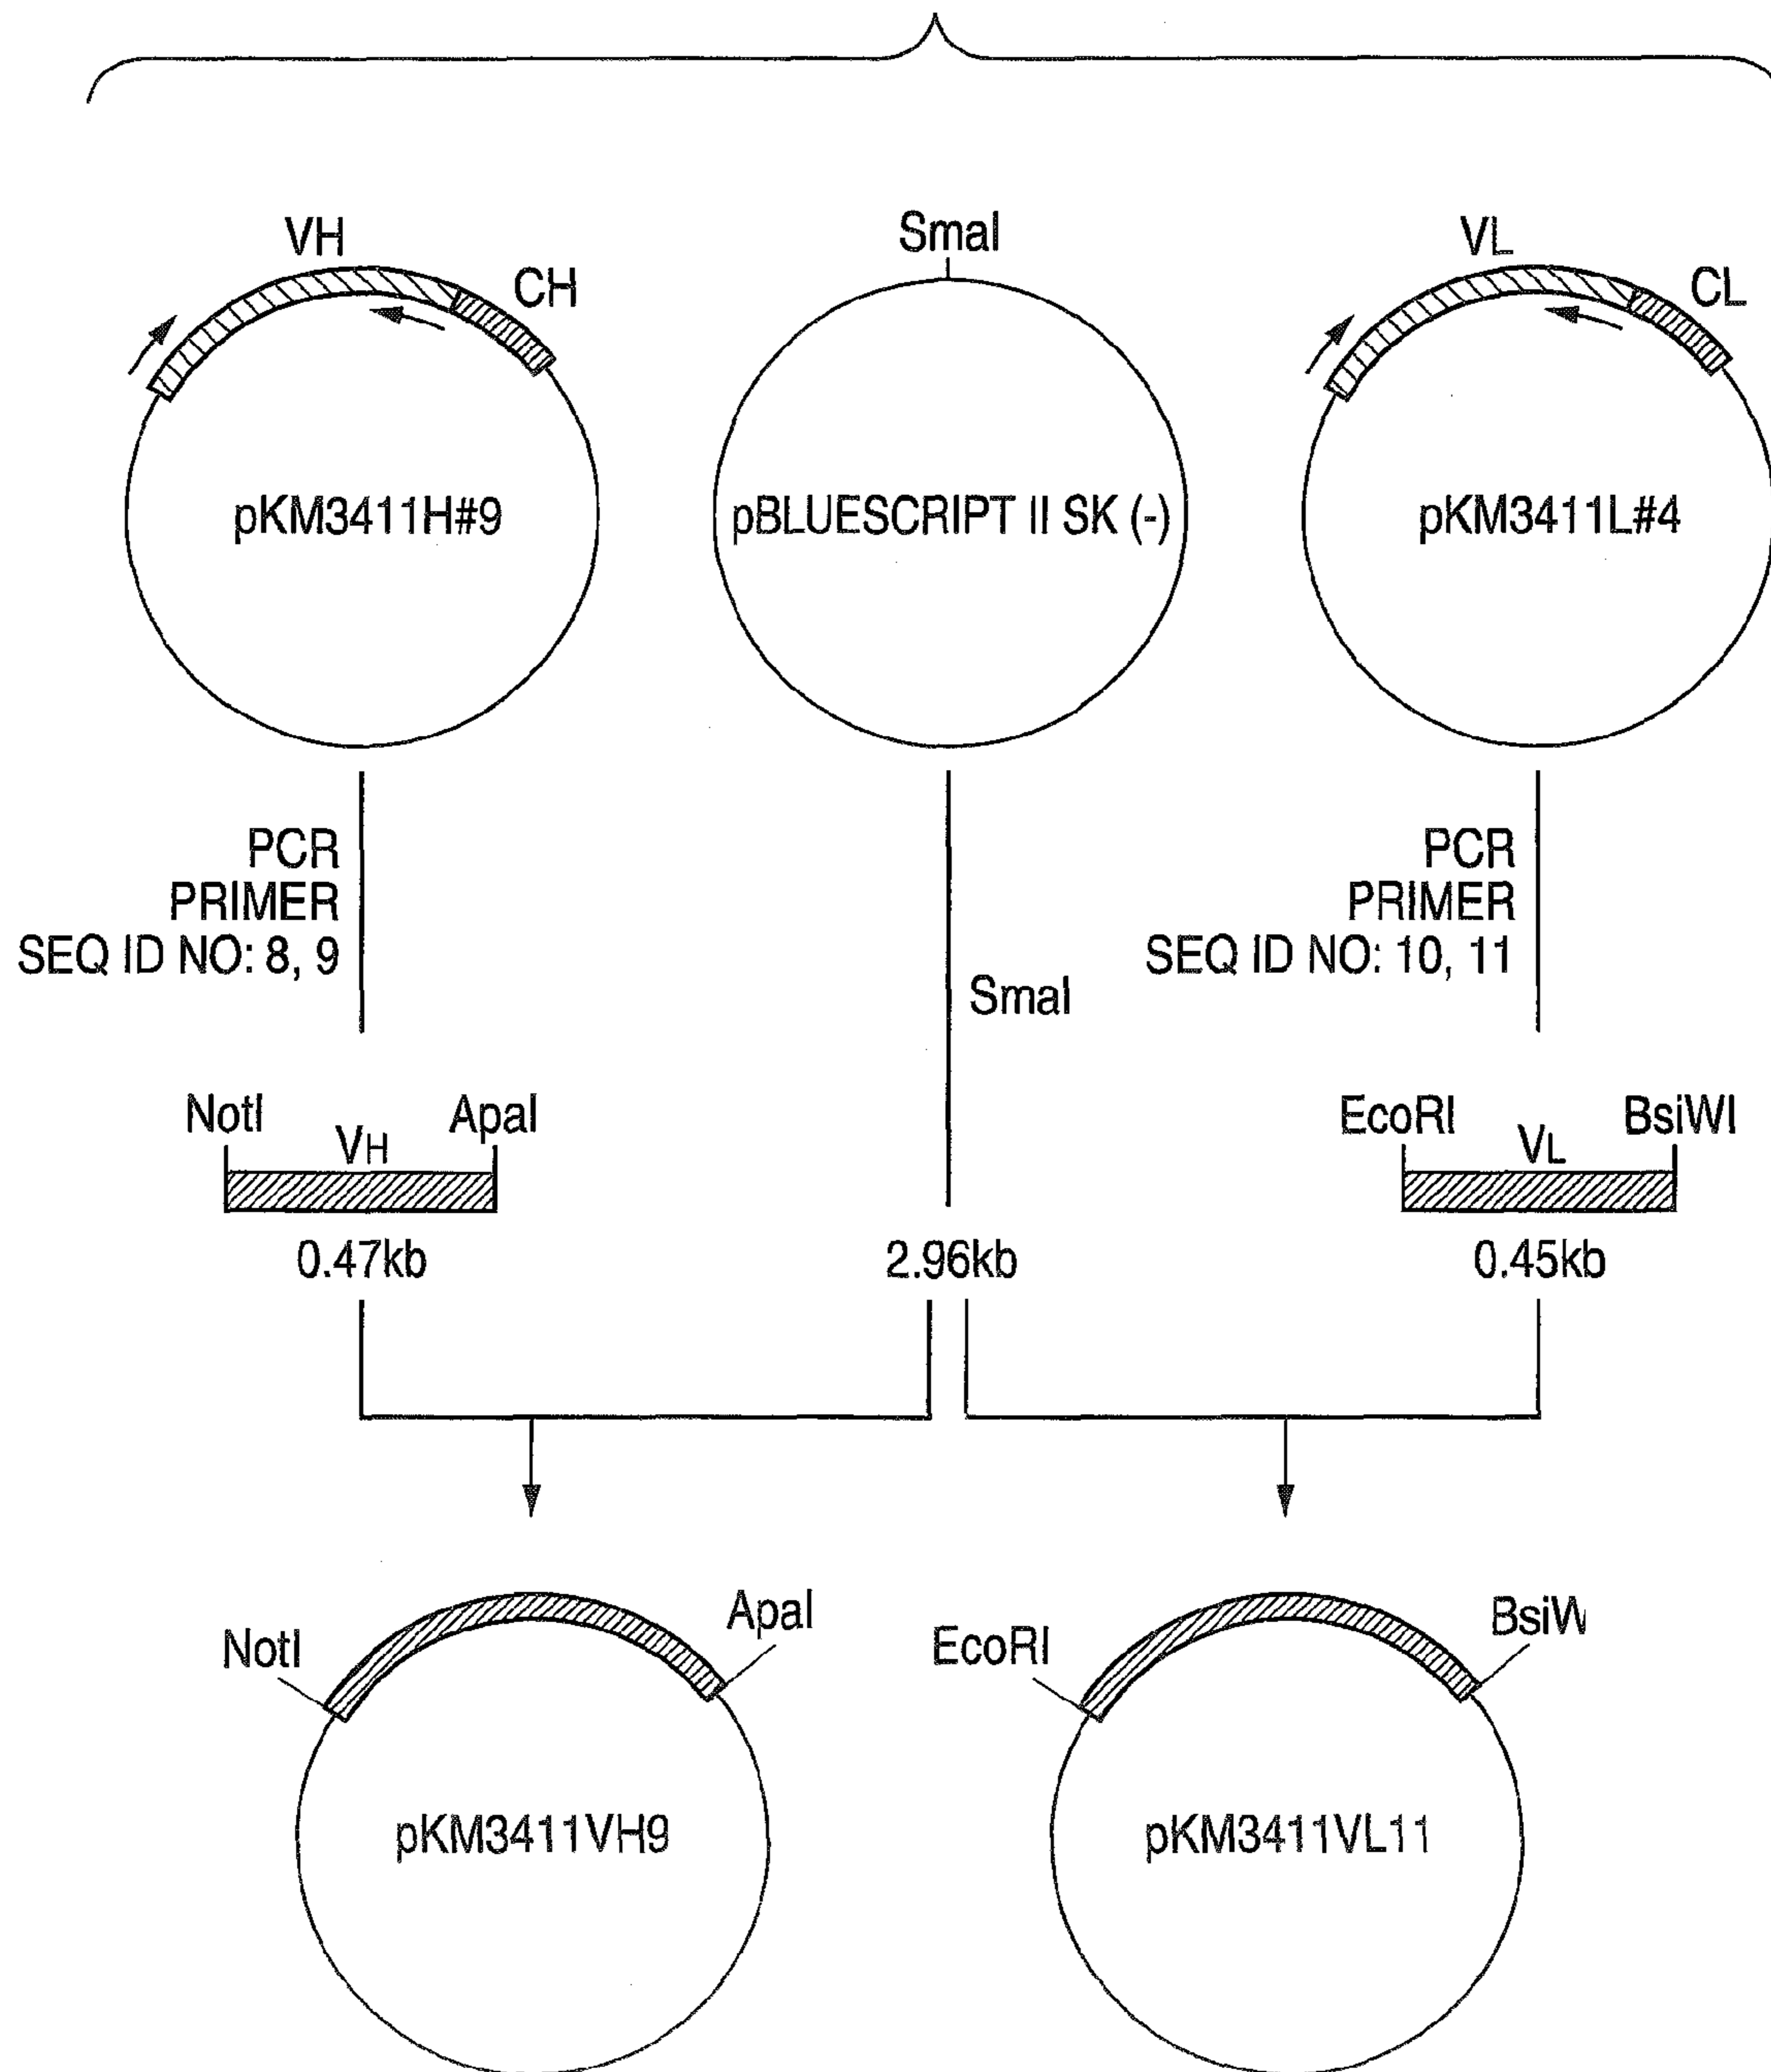 VH
CH
SmaI
VL
CL
pKM3411H#9
pBLUESCRIPT II SK (-)
pKM3411L#4
PCR
PRIMER
SEQ ID NO: 8, 9
SmaI
PCR
PRIMER
SEQ ID NO: 10, 11
NotI
VH
ApaI
0.47kb
2.96kb
EcoRI
VL
BsiWI
0.45kb
NotI
ApaI
pKM3411VH9
EcoRI
BsiW
pKM3411VL11